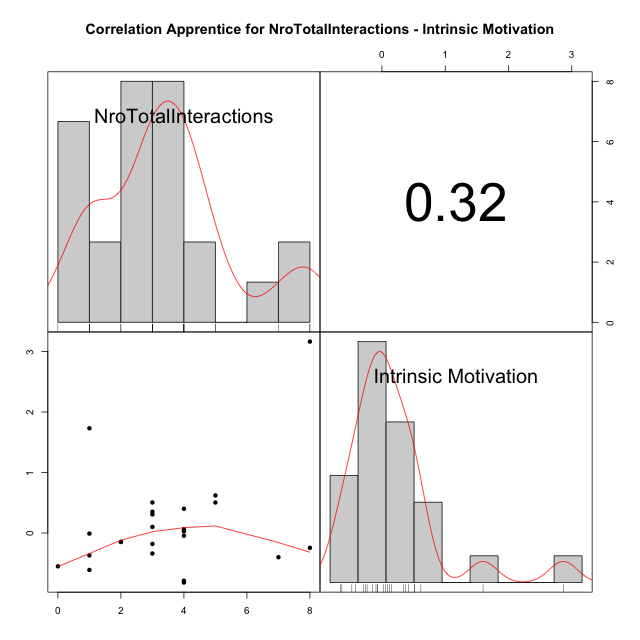 Correlation Apprentice for NroTotalInteractions - Intrinsic Motivation
0 1 2 3
NroTotalInteractions
0.32
8
6
4
2
0
3
2
1
0
Intrinsic Motivation
0 2 4 6 8